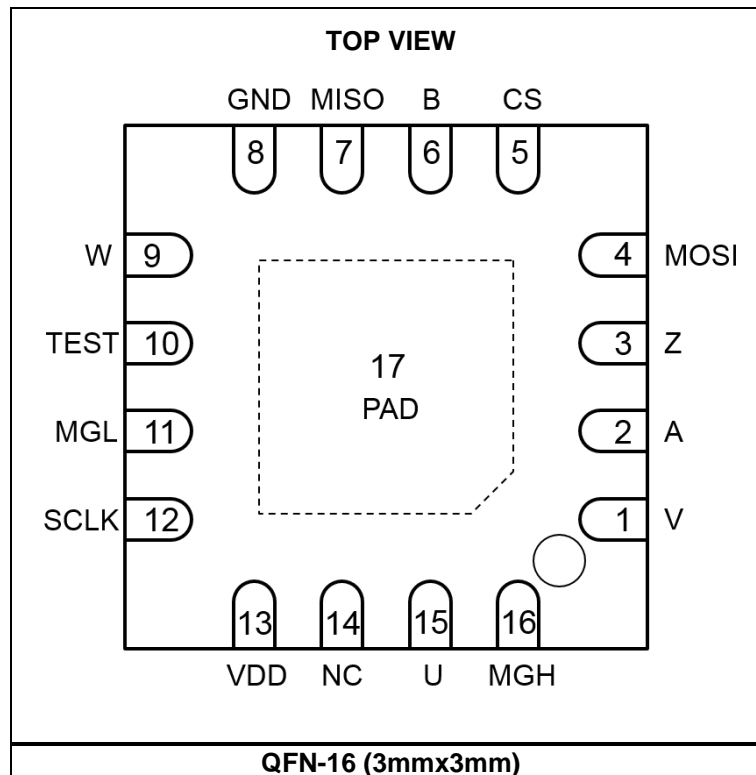 TOP VIEW
GND MISO B CS
8 7 6 5
W 9 4 MOSI
TEST 10 3 Z
17
PAD
MGL 11 2 A
SCLK 12 1 V
13 14 15 16
VDD NC U MGH
QFN-16 (3mmx3mm)